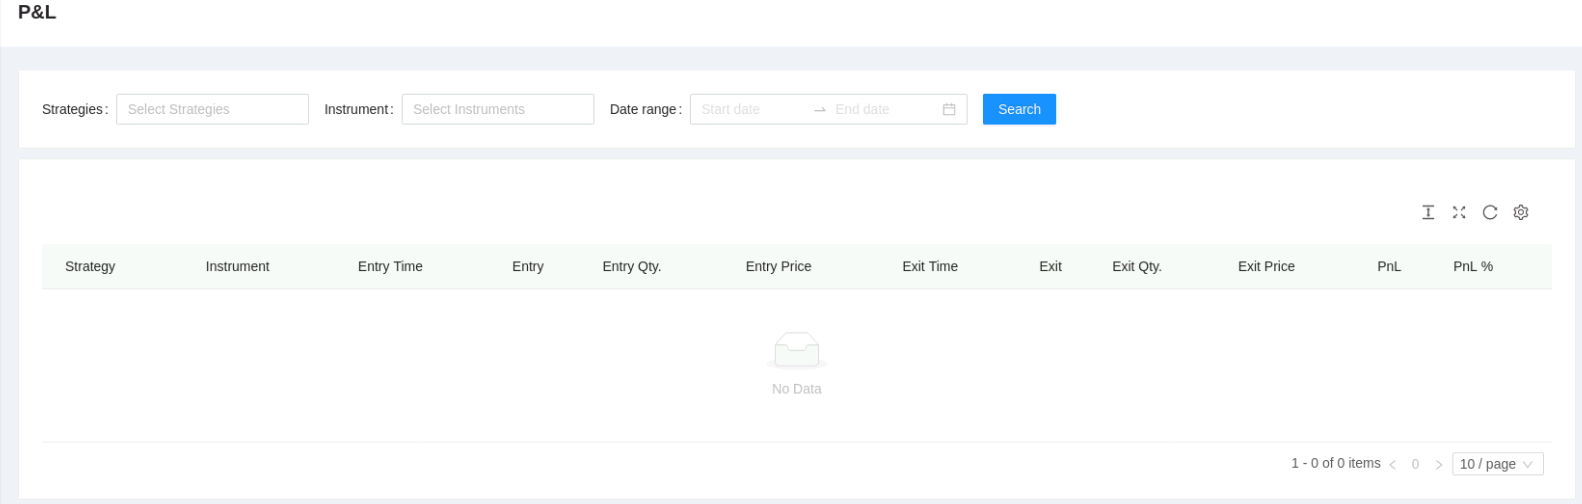 P&L
Strategies: Select Strategies Instrument: Select Instruments Date range: Start date End date Search
Strategy Instrument Entry Time Entry Entry Qty. Entry Price Exit Time Exit Exit Qty. Exit Price PnL PnL %
No Data
1 - 0 of 0 items 0 10 / page